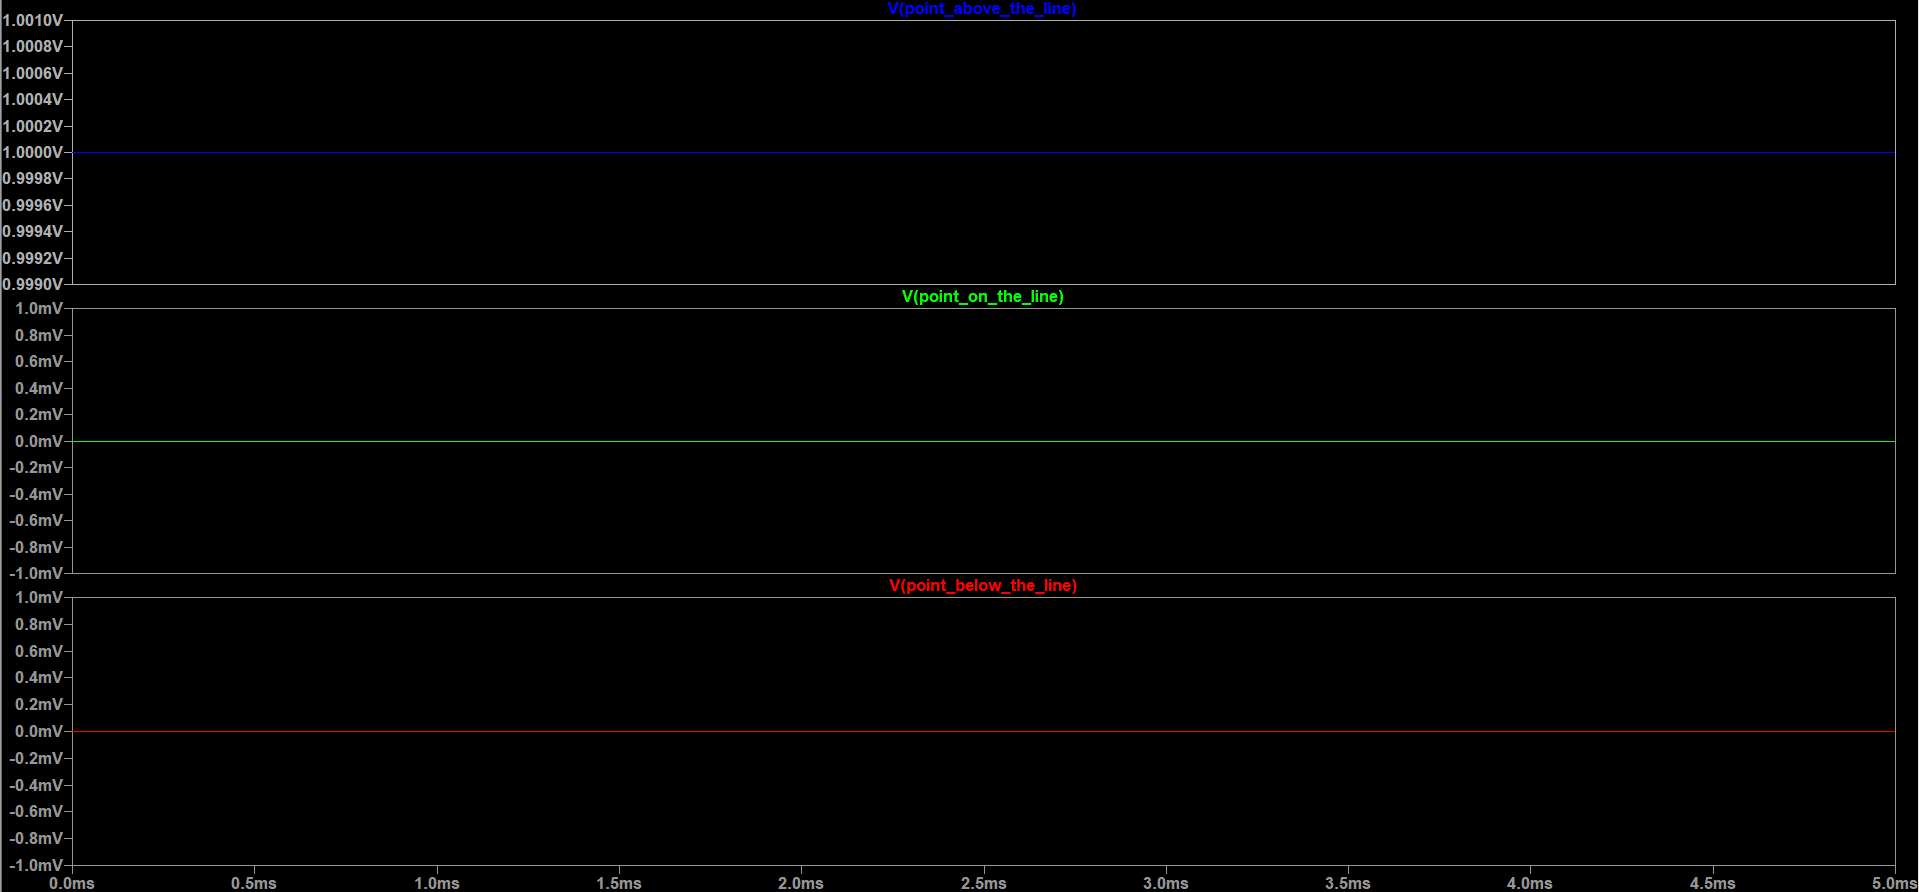 V(point_above_the_line)
1.0010V
1.0008V
1.0006V
1.0004V
1.0002V
1.0000V
0.9998V
0.9996V
0.9994V
0.9992V
0.9990V
V(point_on_the_line)
1.0mV
0.8mV
0.6mV
0.4mV
0.2mV
0.0mV
-0.2mV
-0.4mV
-0.6mV
-0.8mV
-1.0mV
V(point_below_the_line)
1.0mV
0.8mV
0.6mV
0.4mV
0.2mV
0.0mV
-0.2mV
-0.4mV
-0.6mV
-0.8mV
-1.0mV
0.0ms 0.5ms 1.0ms 1.5ms 2.0ms 2.5ms 3.0ms 3.5ms 4.0ms 4.5ms 5.0ms